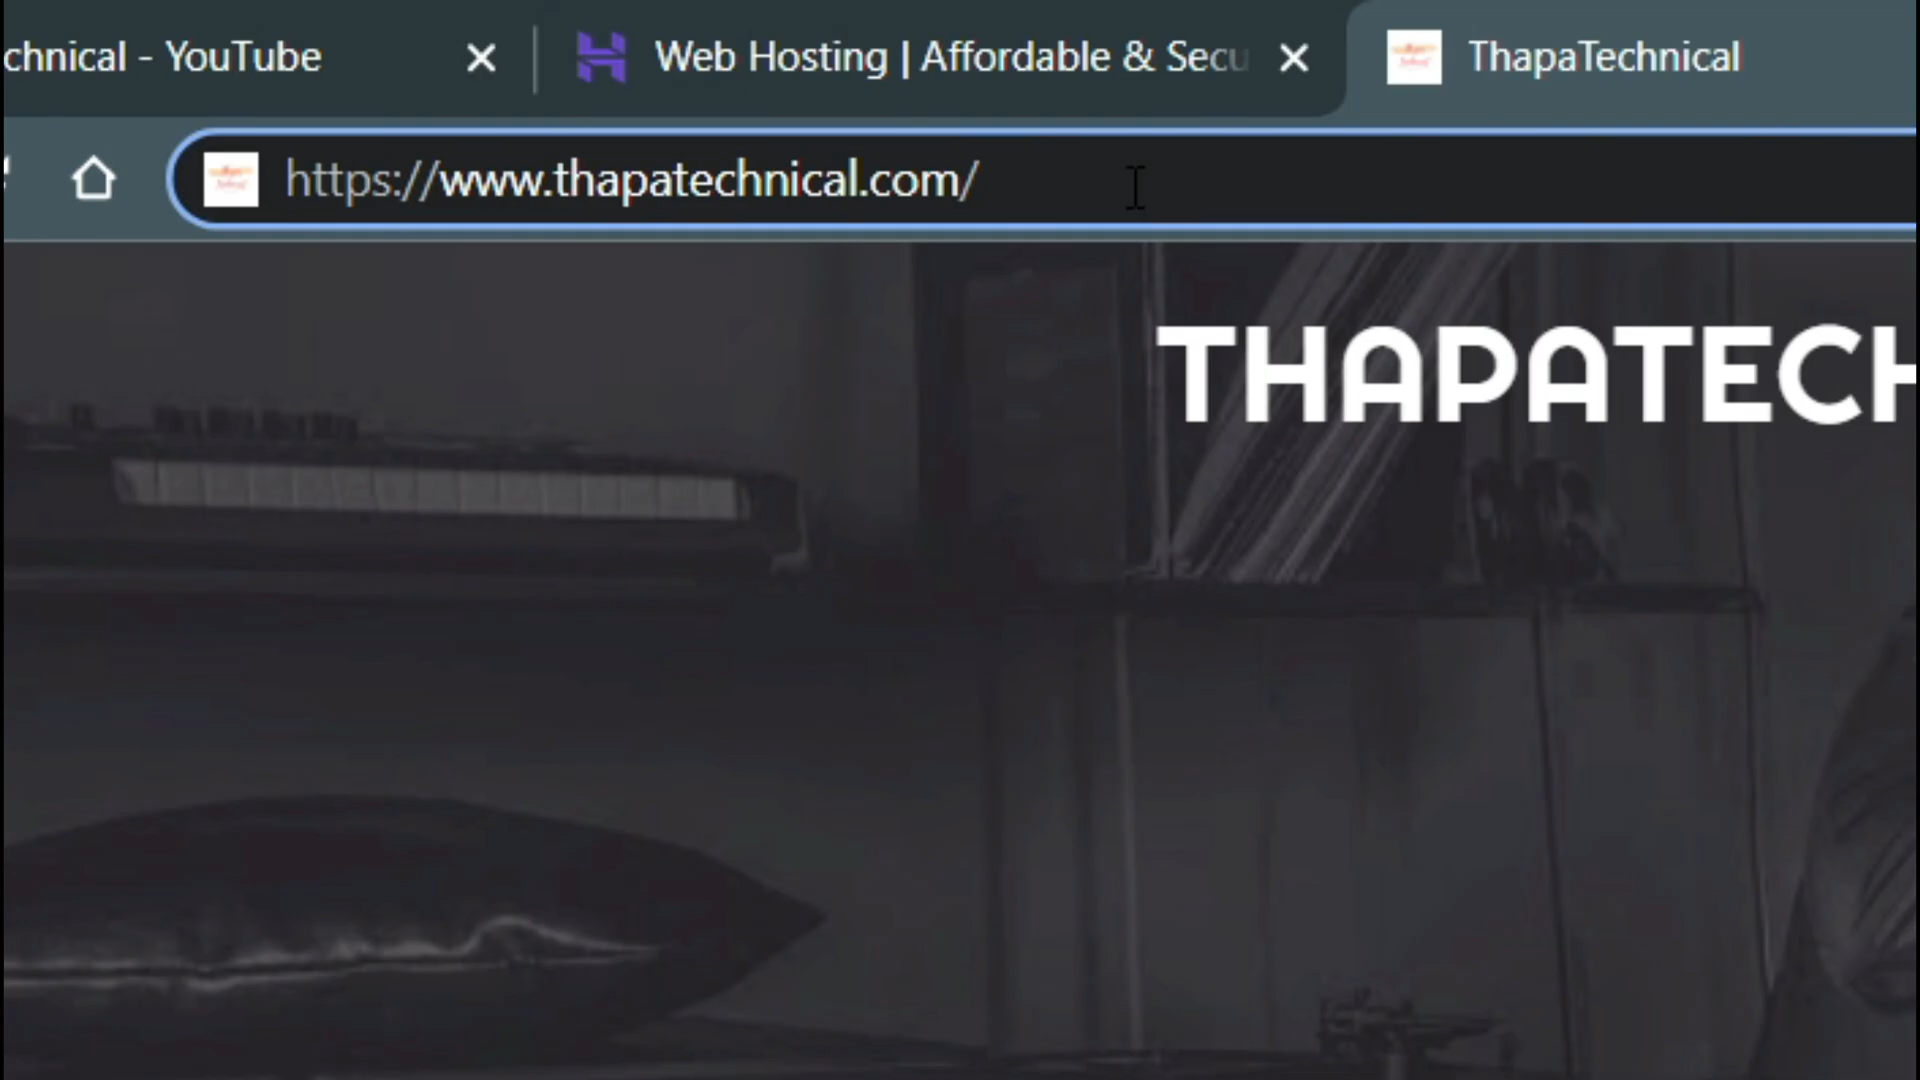 chnical - YouTube
Web Hosting | Affordable & Secu
ThapaTechnical
https://www.thapatechnical.com/
THAPATECH